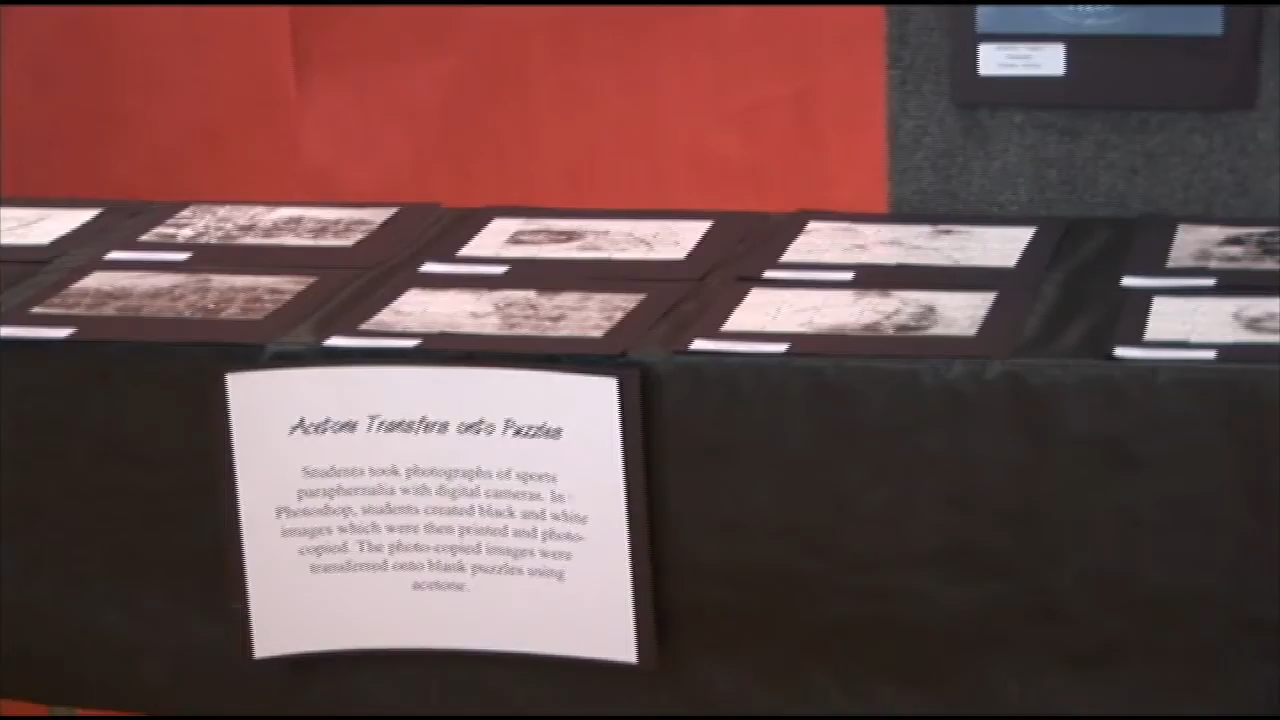 Acetone Transfers onto Puzzles
Students took photographs of sports
paraphernalia with digital cameras. In
Photoshop, students created black and white
images which were then printed and photo-
copied. The photo-copied images were
transferred onto blank puzzles using
acetone.